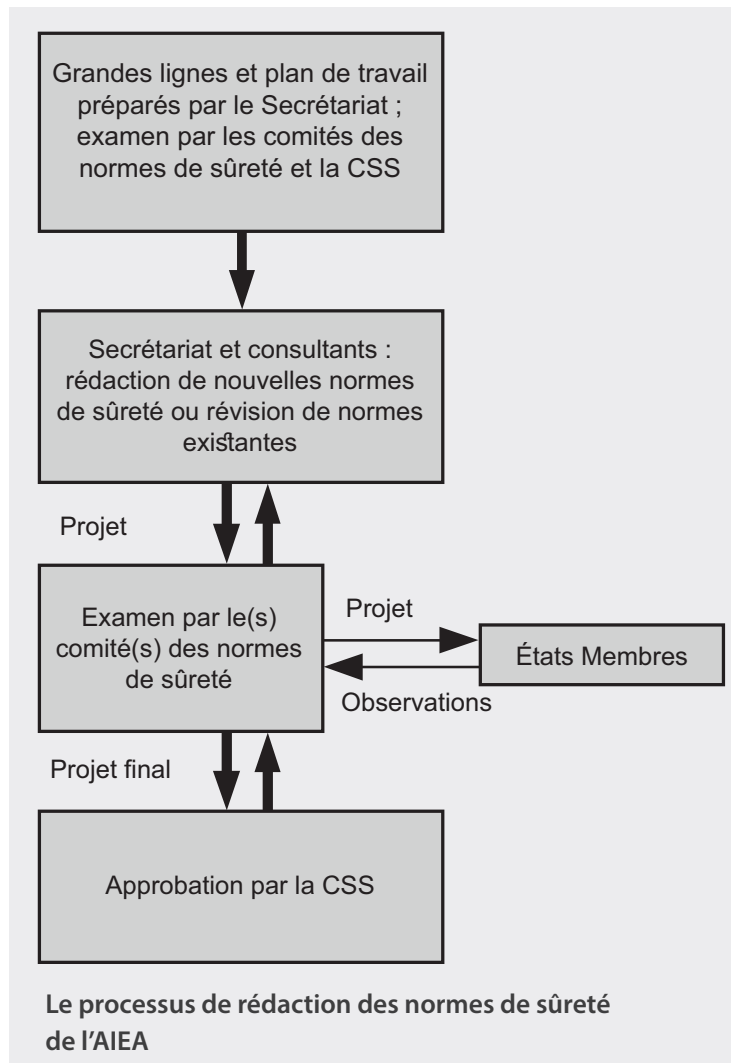 Grandes lignes et plan de travail
préparés par le Secrétariat ;
examen par les comités des
normes de sûreté et la CSS
Secrétariat et consultants :
rédaction de nouvelles normes
de sûreté ou révision de normes
existantes
Projet
Examen par le(s)
comité(s) des normes
de sûreté
Projet
États Membres
Observations
Projet final
Approbation par la CSS
Le processus de rédaction des normes de sûreté
de l'AIEA